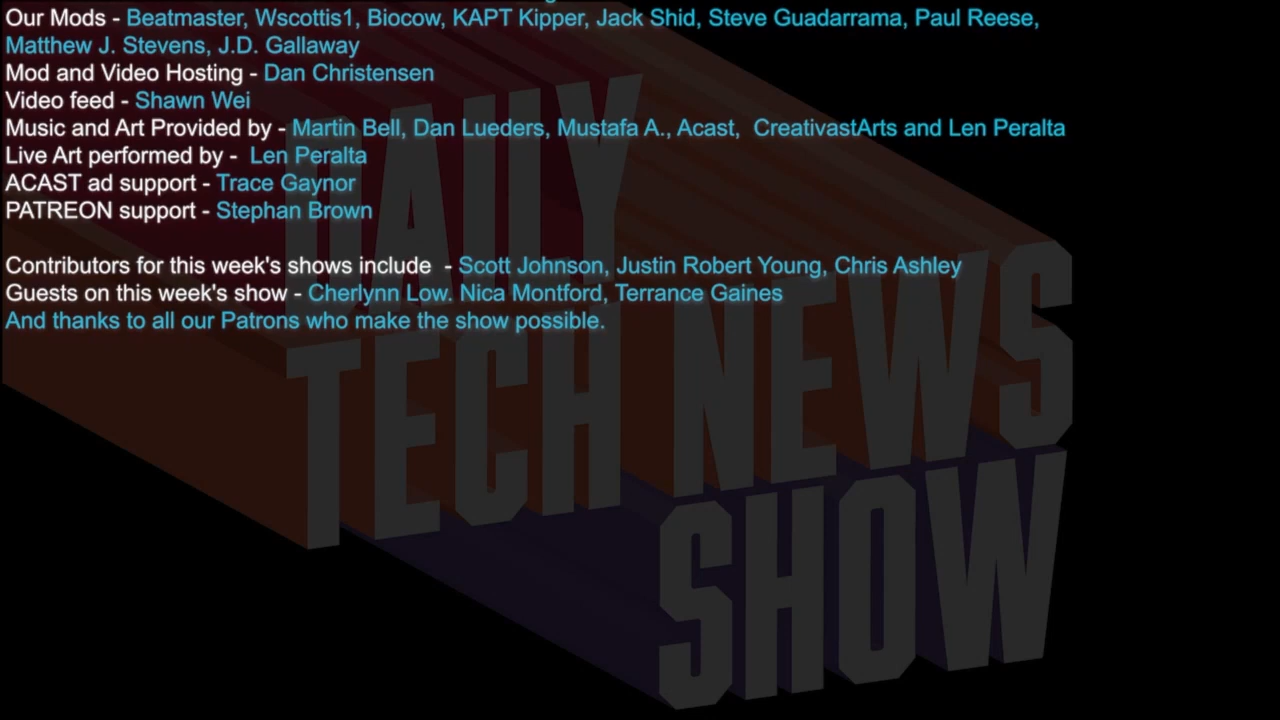 Our Mods - Beatmaster, Wscottis1, Biocow, KAPT Kipper, Jack Shid, Steve Guadarrama, Paul Reese,
Matthew J. Stevens, J.D. Gallaway
Mod and Video Hosting - Dan Christensen
Video feed - Shawn Wei
Music and Art Provided by - Martin Bell, Dan Lueders, Mustafa A., Acast,  CreativastArts and Len Peralta
Live Art performed by -  Len Peralta
ACAST ad support - Trace Gaynor
PATREON support - Stephan Brown
Contributors for this week's shows include  - Scott Johnson, Justin Robert Young, Chris Ashley
Guests on this week's show - Cherlynn Low. Nica Montford, Terrance Gaines
And thanks to all our Patrons who make the show possible.
DAILY
TECH NEWS
SHOW